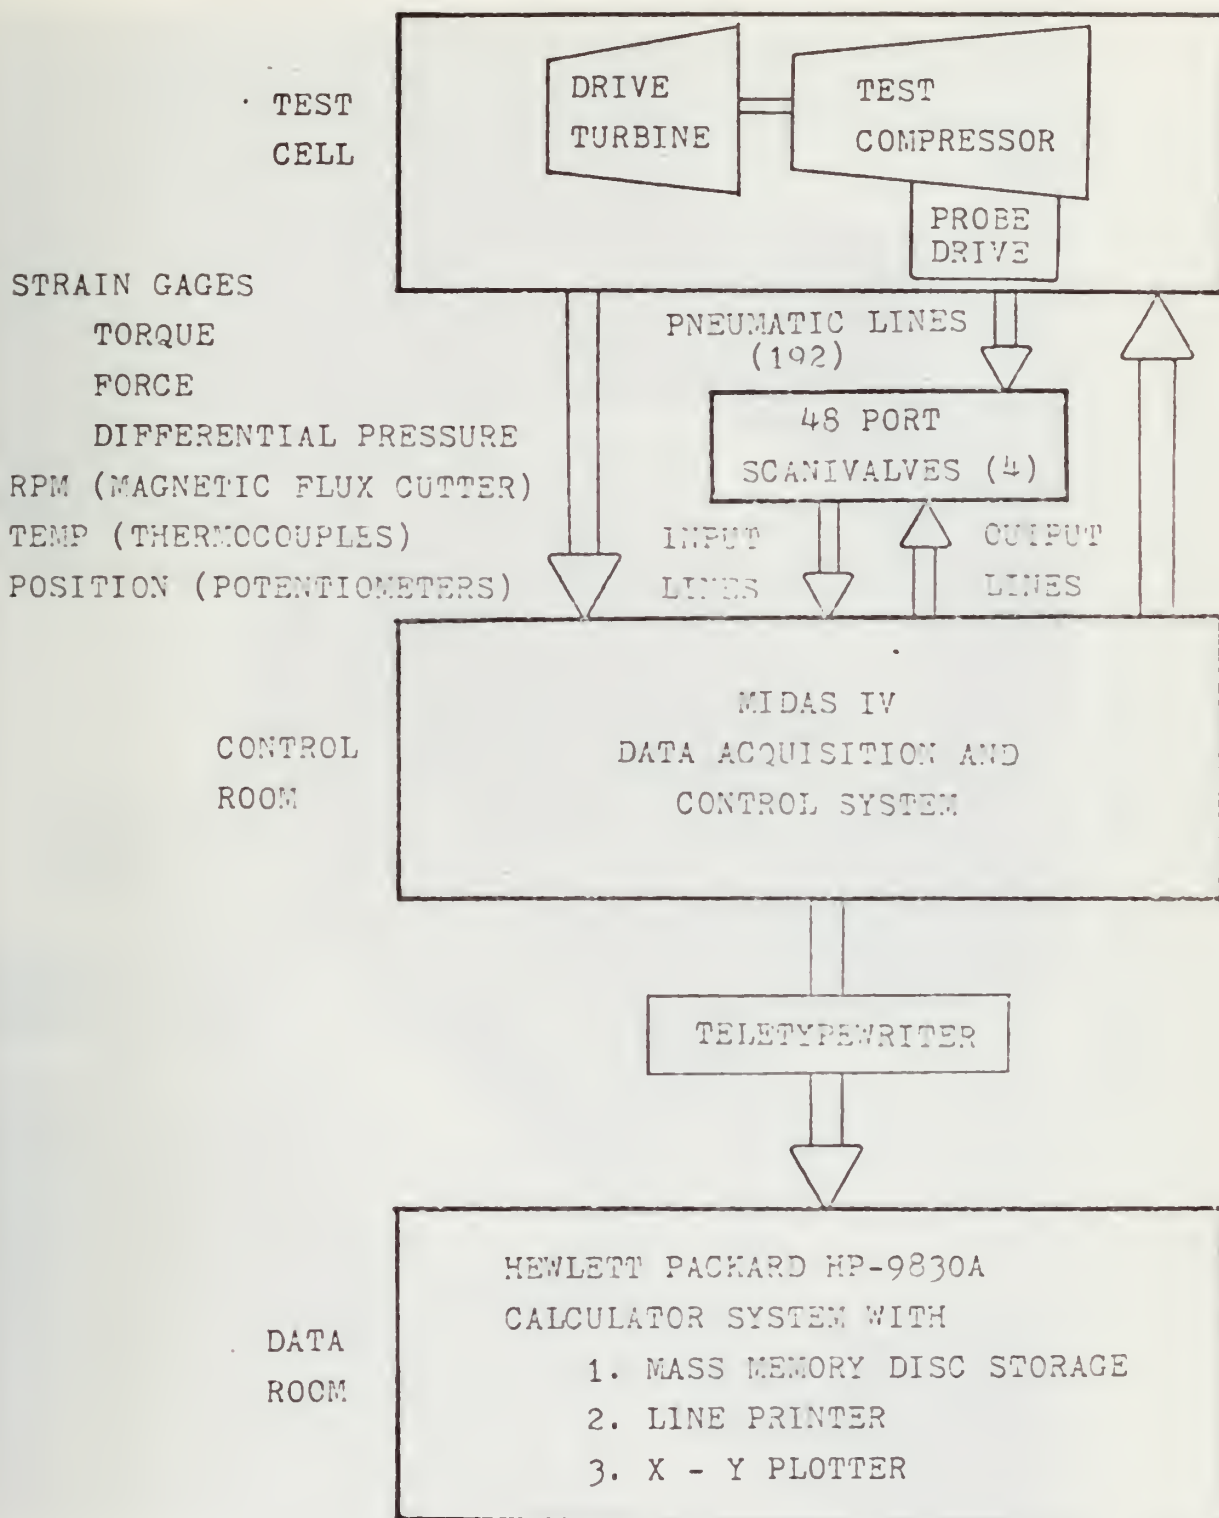 TEST
CELL
DRIVE
TURBINE
TEST
COMPRESSOR
PROBE
DRIVE
STRAIN GAGES
TORQUE
FORCE
DIFFERENTIAL PRESSURE
RPM (MAGNETIC FLUX CUTTER)
TEMP (THERMOCOUPLES)
POSITION (POTENTIOMETERS)
PNEUMATIC LINES
(192)
48 PORT
SCANIVALVES (4)
INPUT
LINES
OUTPUT
LINES
CONTROL
ROOM
MIDAS IV
DATA ACQUISITION AND
CONTROL SYSTEM
TELETYPEWRITER
DATA
ROOM
HEWLETT PACKARD HP-9830A
CALCULATOR SYSTEM WITH
1. MASS MEMORY DISC STORAGE
2. LINE PRINTER
3. X - Y PLOTTER